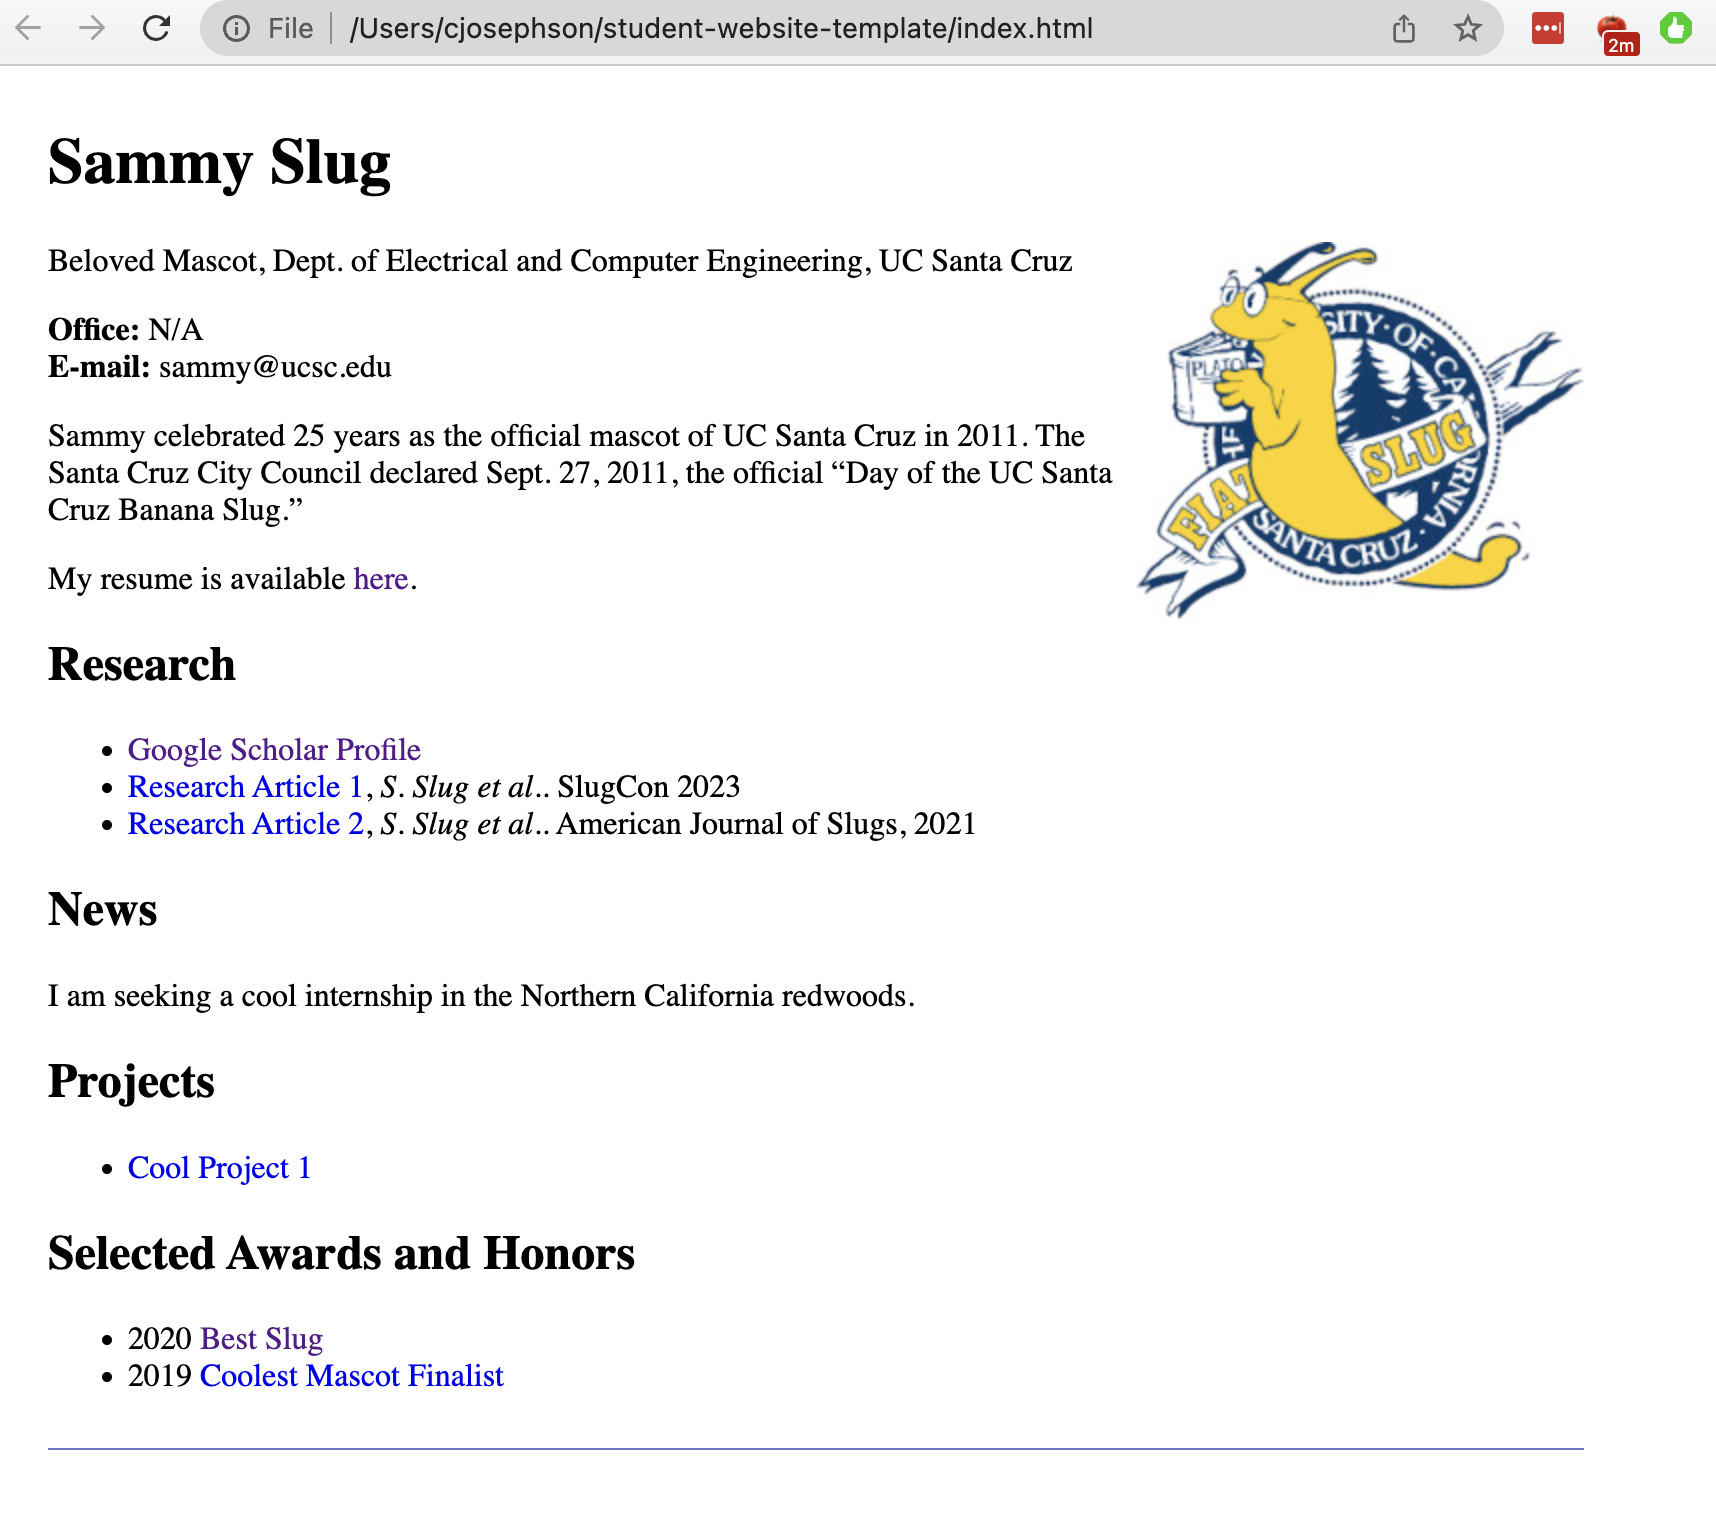 File /Users/cjosephson/student-website-template/index.html
2m
Sammy Slug
Beloved Mascot, Dept. of Electrical and Computer Engineering, UC Santa Cruz
Office: N/A
E-mail: sammy@ucsc.edu
Sammy celebrated 25 years as the official mascot of UC Santa Cruz in 2011. The
Santa Cruz City Council declared Sept. 27, 2011, the official “Day of the UC Santa
Cruz Banana Slug.”
My resume is available here.
PLATO
SITY·OF·CALIFORNIA
FIAT
SLUG
SANTA CRUZ
Research
Google Scholar Profile
Research Article 1, S. Slug et al.. SlugCon 2023
Research Article 2, S. Slug et al.. American Journal of Slugs, 2021
News
I am seeking a cool internship in the Northern California redwoods.
Projects
Cool Project 1
Selected Awards and Honors
2020 Best Slug
2019 Coolest Mascot Finalist